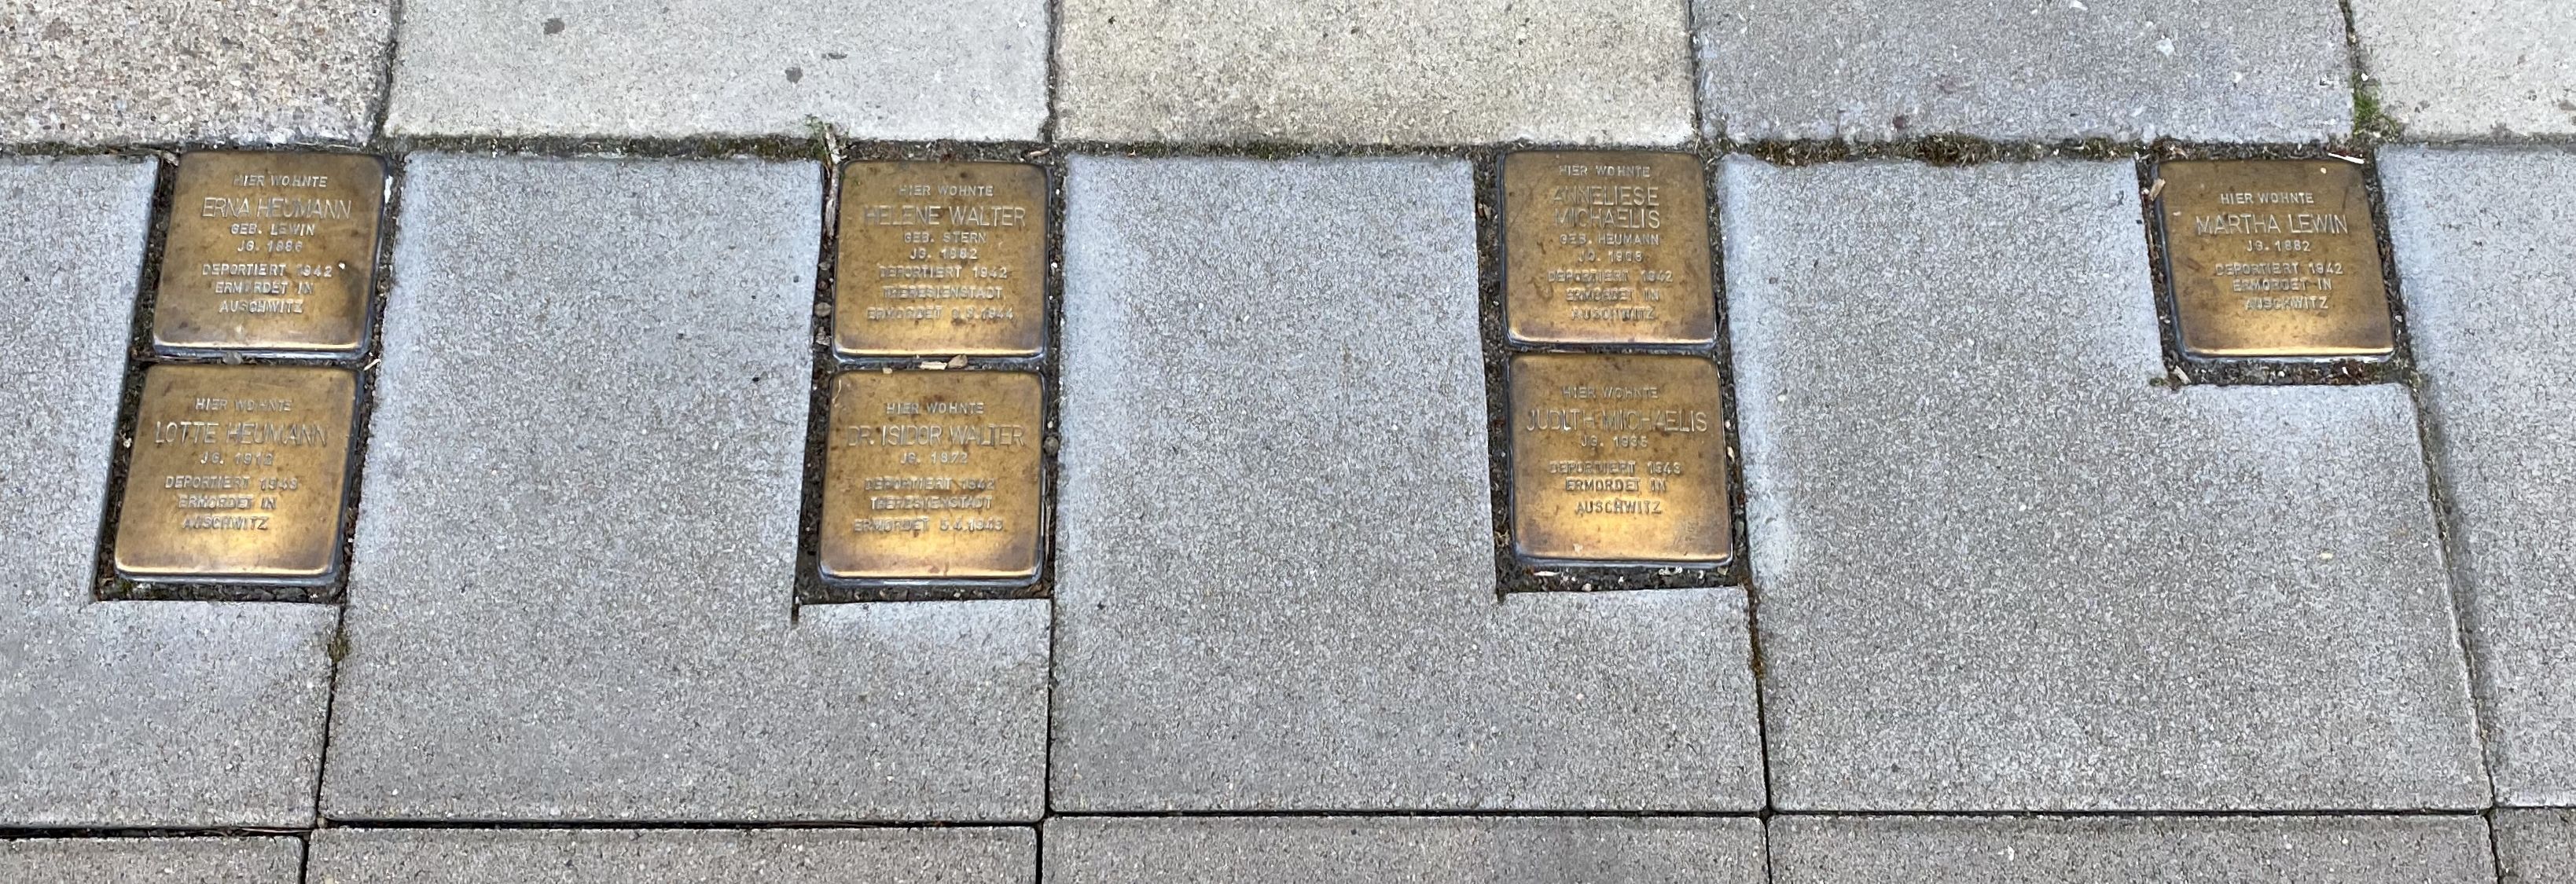 HIER WOHNTE
ERNA HEUMANN
GEB. LEWIN
JG. 1886
DEPORTIERT 1942
ERMORDET IN
AUSCHWITZ
HIER WOHNTE
LOTTE HEUMANN
JG. 1912
DEPORTIERT 1943
ERMORDET IN
AUSCHWITZ
HIER WOHNTE
HELENE WALTER
GEB. STERN
JG. 1882
DEPORTIERT 1942
THERESIENSTADT
ERMORDET
HIER WOHNTE
DR. ISIDOR WALTER
JG. 1872
DEPORTIERT 1942
THERESIENSTADT
ERMORDET 5.4.1943
HIER WOHNTE
ANNELIESE
MICHAELIS
GEB. HEUMANN
JG. 1908
DEPORTIERT 1942
ERMORDET IN
AUSCHWITZ
HIER WOHNTE
JUDITH MICHAELIS
JG. 1935
DEPORTIERT 1943
ERMORDET IN
AUSCHWITZ
HIER WOHNTE
MARTHA LEWIN
JG. 1882
DEPORTIERT 1942
ERMORDET IN
AUSCHWITZ